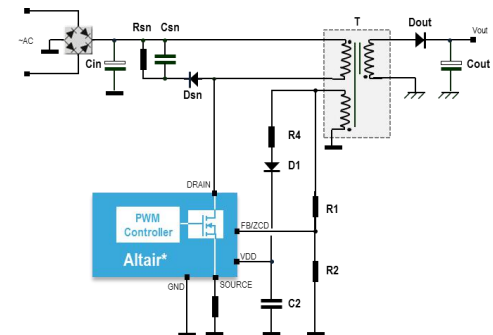 T
Rsn
Csn
Dout
Vout
~AC
Cin
Cout
Dsn
R4
D1
DRAIN
R1
PWM
Controller
FB/ZCD
Altair*
VDD
R2
GND
SOURCE
C2